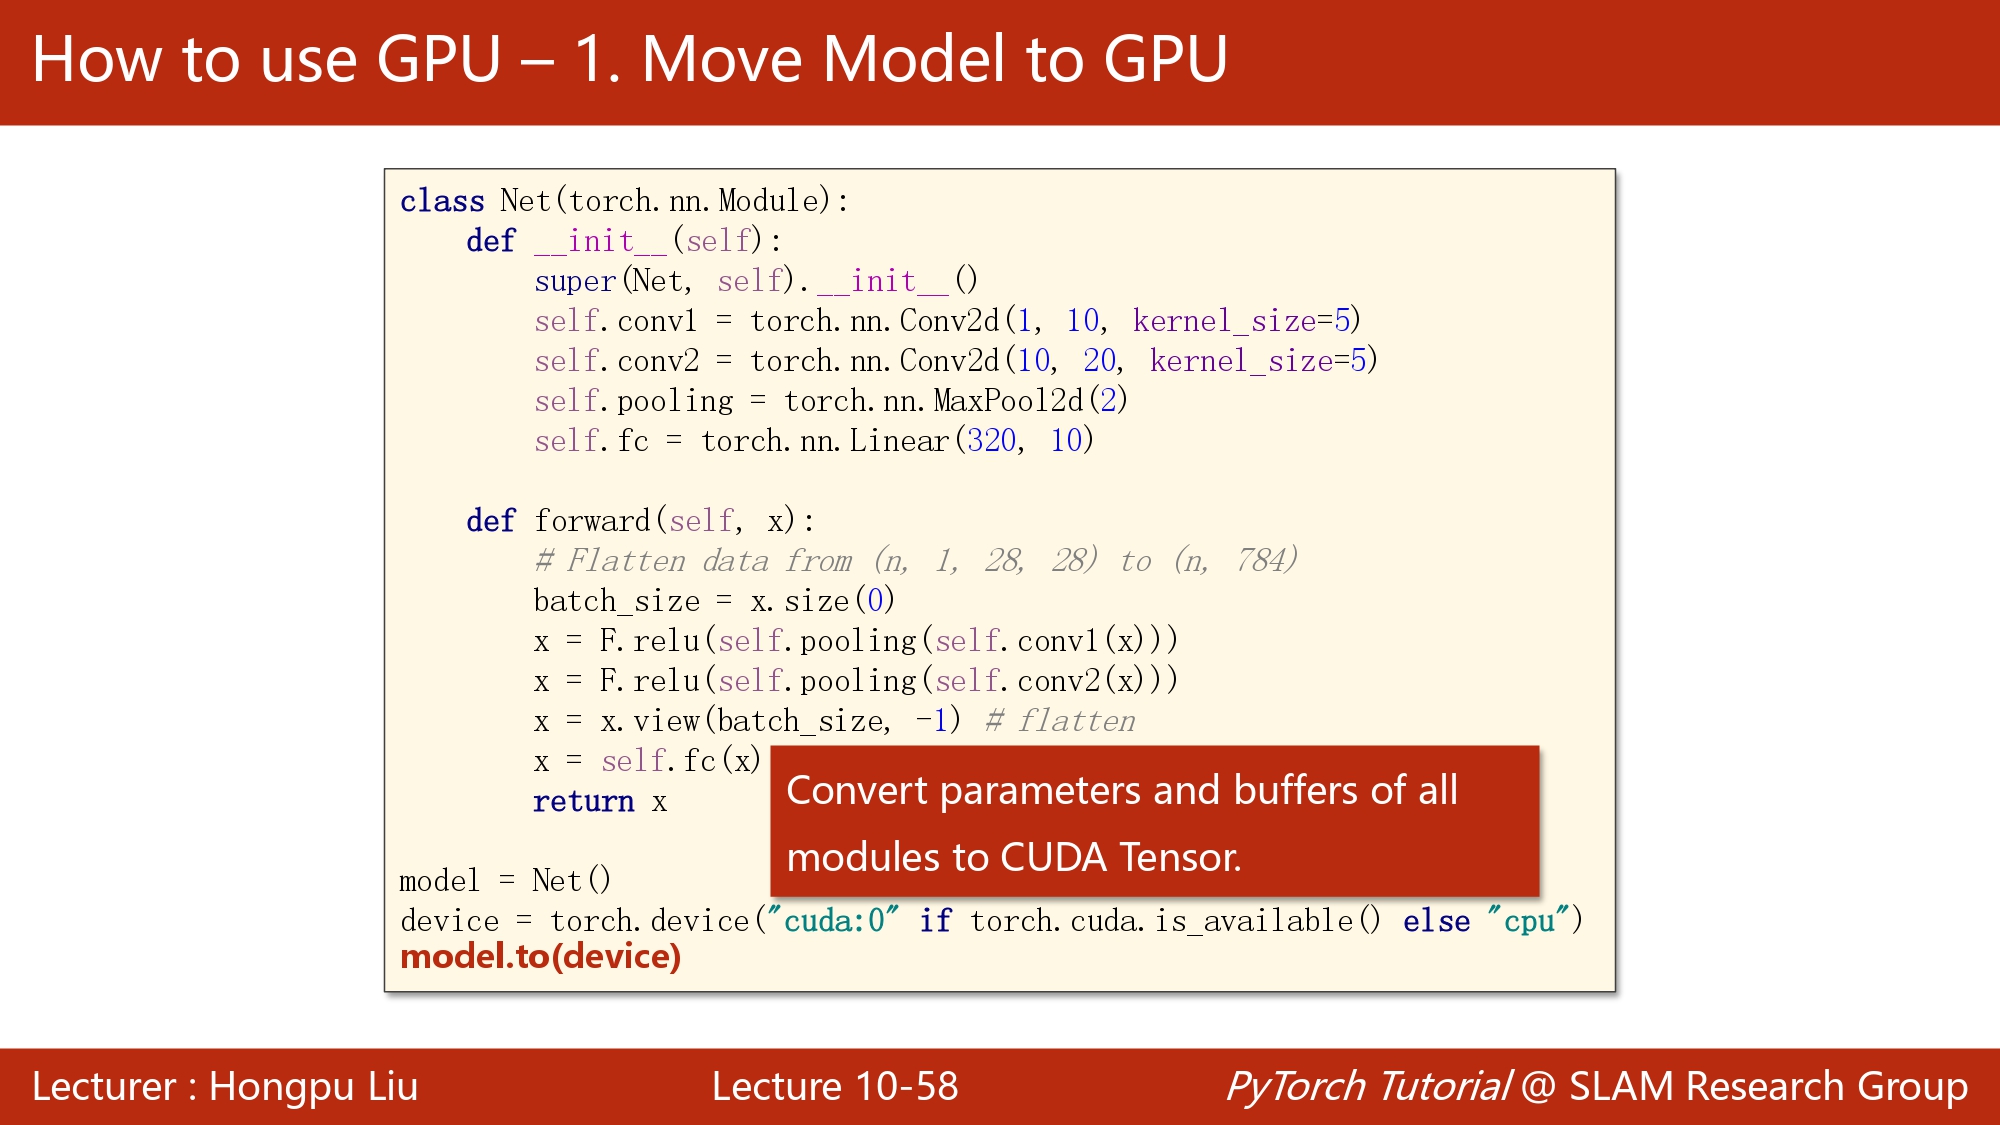 How to use GPU – 1. Move Model to GPU
class Net(torch.nn.Module):
    def __init__(self):
        super(Net, self).__init__()
        self.conv1 = torch.nn.Conv2d(1, 10, kernel_size=5)
        self.conv2 = torch.nn.Conv2d(10, 20, kernel_size=5)
        self.pooling = torch.nn.MaxPool2d(2)
        self.fc = torch.nn.Linear(320, 10)
    def forward(self, x):
        # Flatten data from (n, 1, 28, 28) to (n, 784)
        batch_size = x.size(0)
        x = F.relu(self.pooling(self.conv1(x)))
        x = F.relu(self.pooling(self.conv2(x)))
        x = x.view(batch_size, -1) # flatten
        x = self.fc(x)
        return x
Convert parameters and buffers of all
modules to CUDA Tensor.
model = Net()
device = torch.device("cuda:0" if torch.cuda.is_available() else "cpu")
model.to(device)
Lecturer : Hongpu Liu
Lecture 10-58
PyTorch Tutorial @ SLAM Research Group